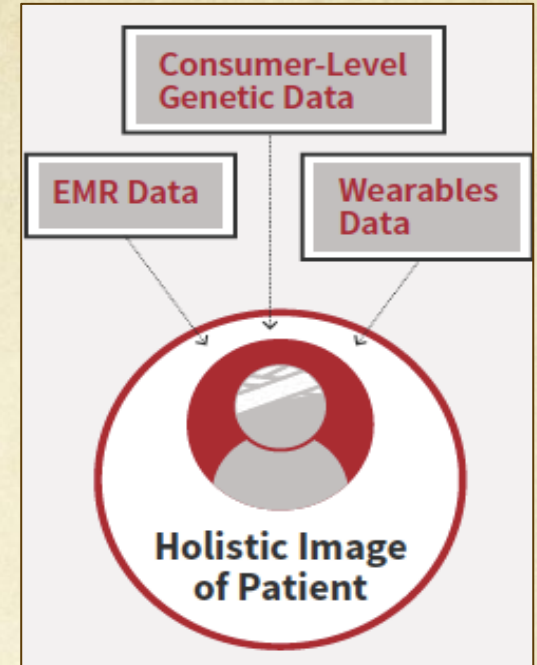 Consumer-Level
Genetic Data
EMR Data
Wearables
Data
Holistic Image
of Patient